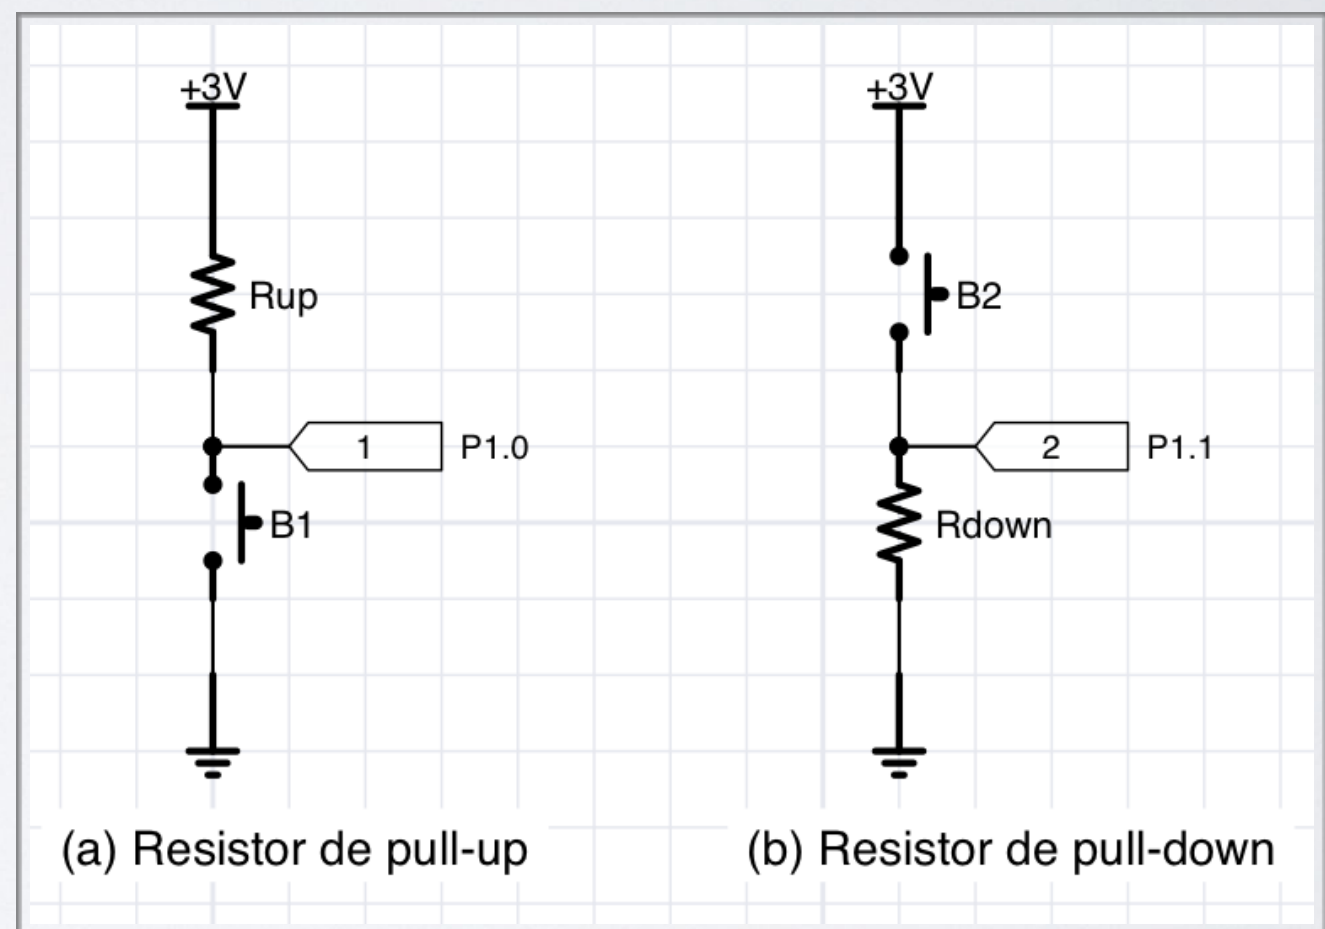 +3V
Rup
1
P1.0
B1
(a) Resistor de pull-up
+3V
B2
2
P1.1
Rdown
(b) Resistor de pull-down